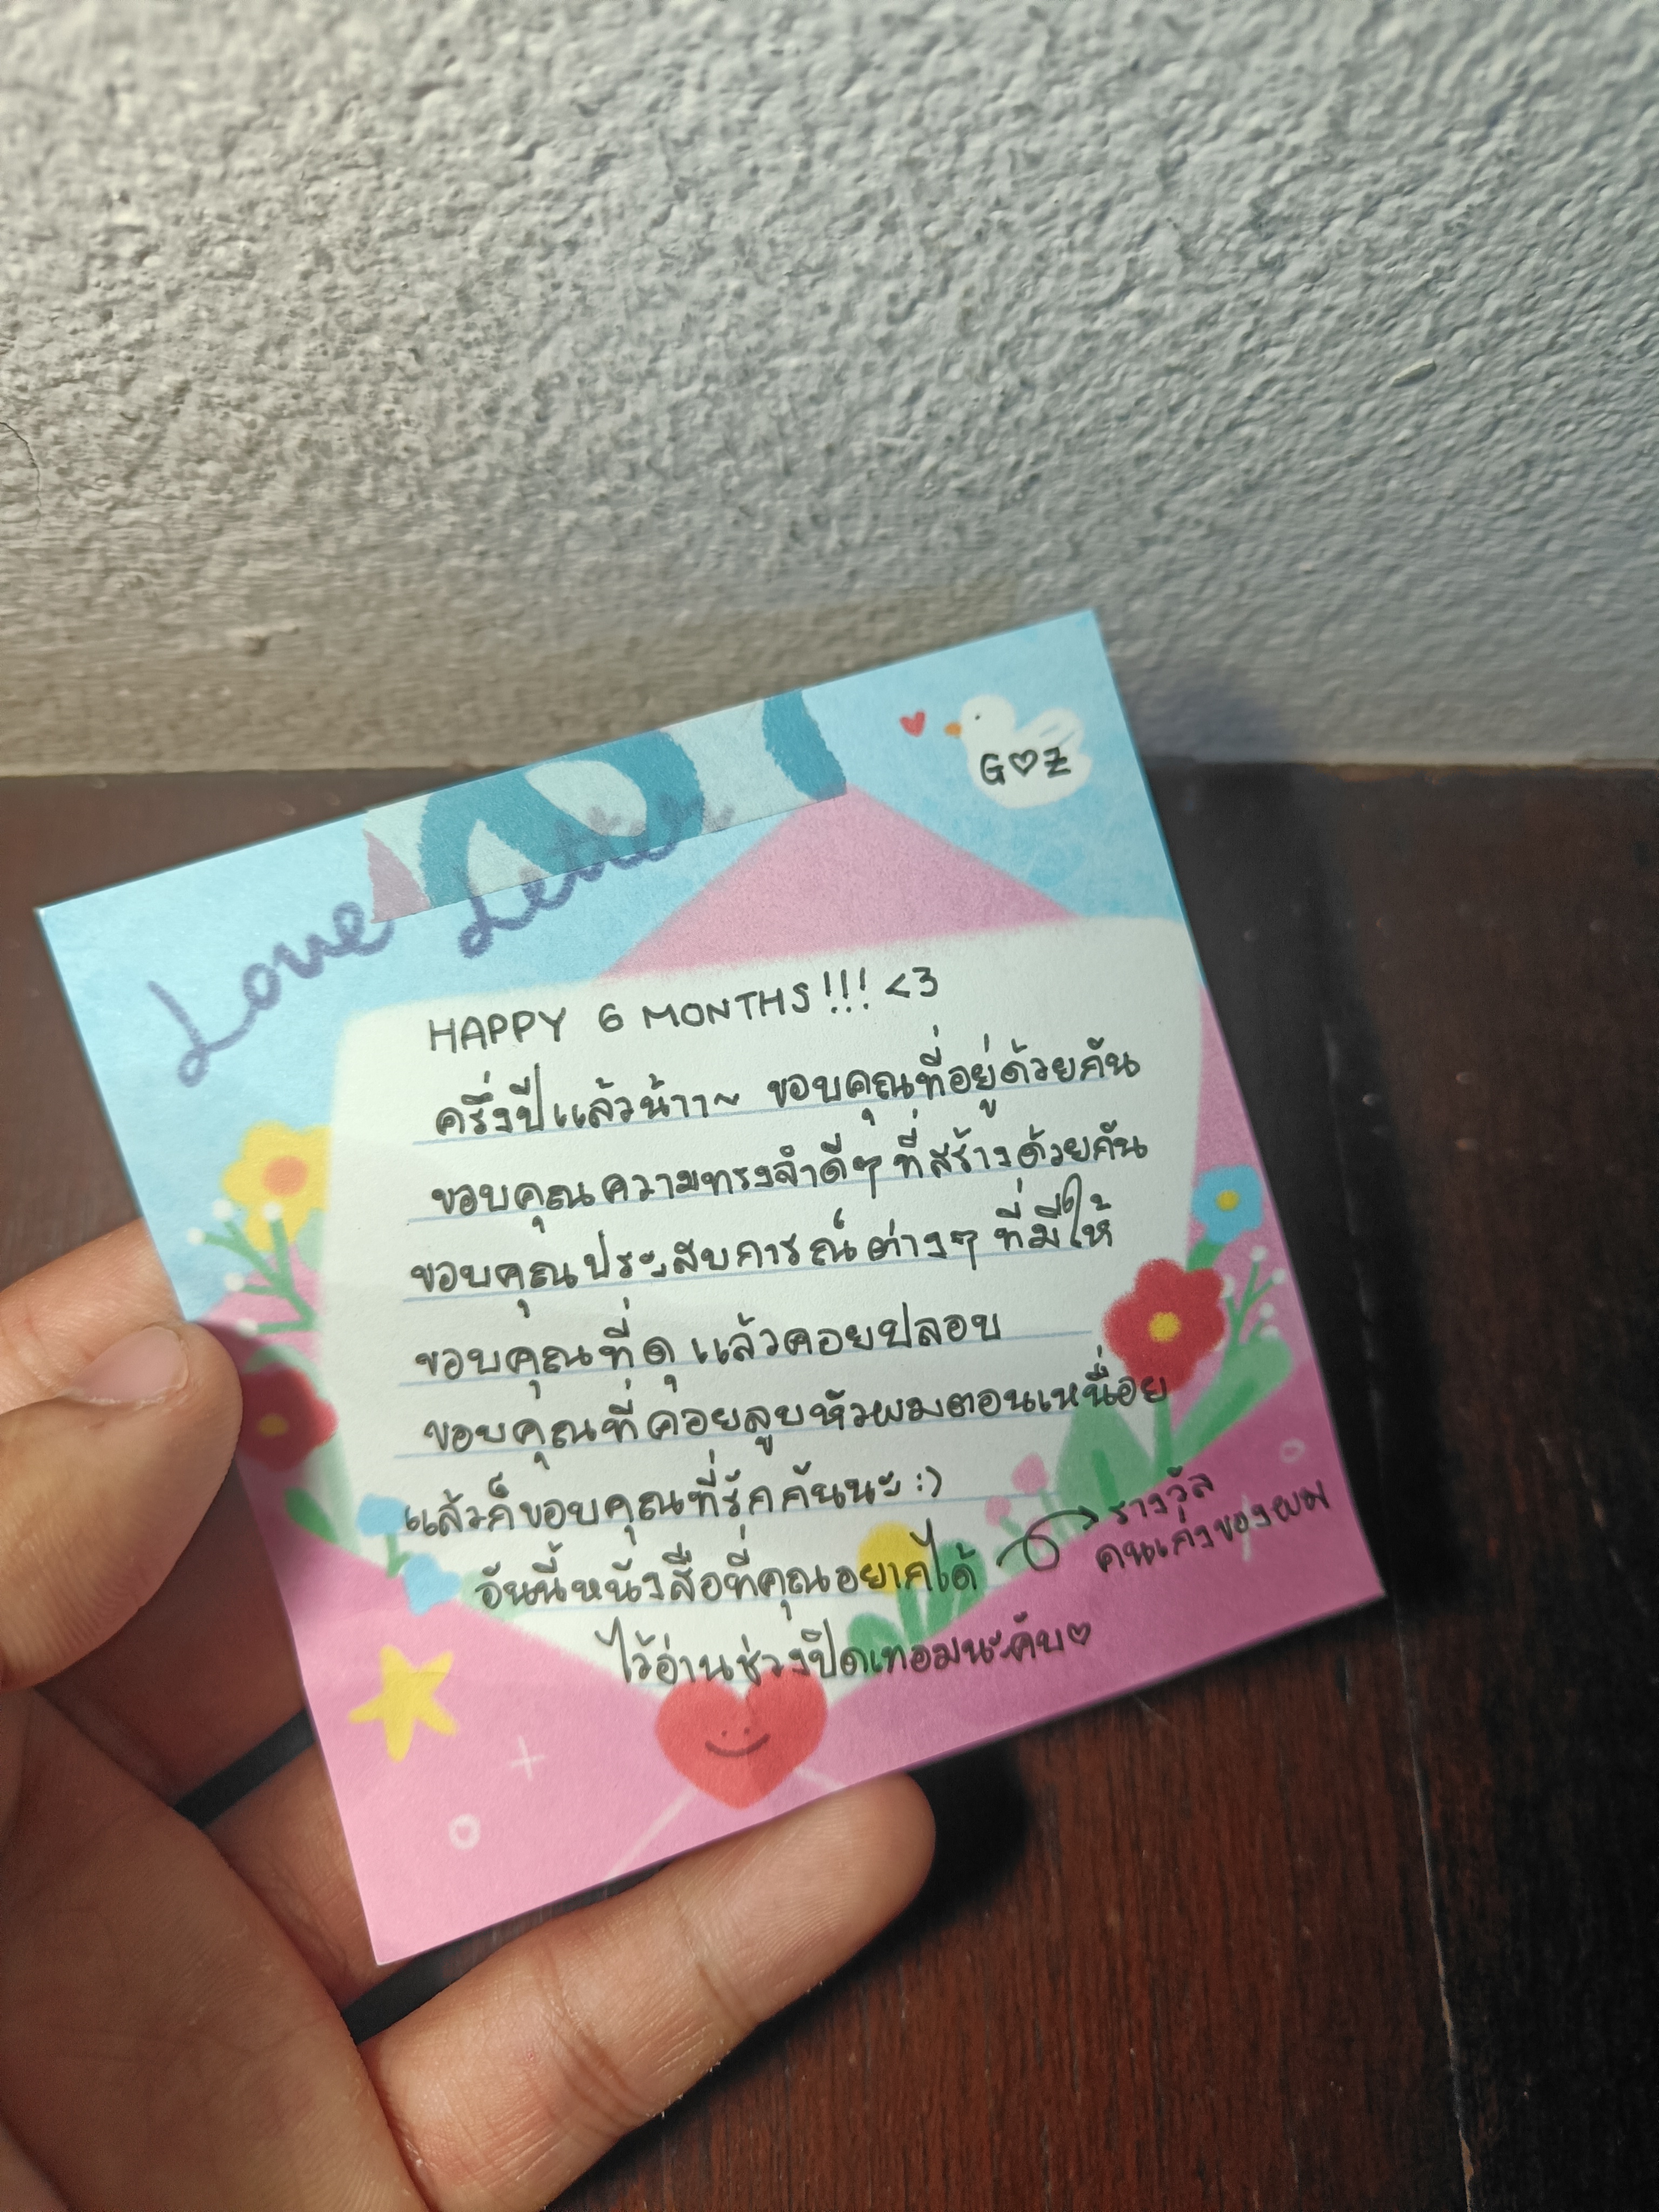 G♡Z
Love Letter
HAPPY 6 MONTHS!!! <3
ครึ่งปีแล้วน้าา~ ขอบคุณที่อยู่ด้วยกัน
ขอบคุณความทรงจำดีๆ ที่สร้างด้วยกัน
ขอบคุณประสบการณ์ต่างๆ ที่มีให้
ขอบคุณที่ดุ แล้วคอยปลอบ
ขอบคุณที่คอยลูบหัวผมตอนเหนื่อย
แล้วก็ขอบคุณที่รักกันนะ :)
อันนี้หนังสือที่คุณอยากได้
รางวัล
คนเก่งของผม
ไว้อ่านช่วงปิดเทอมนะคับ♡